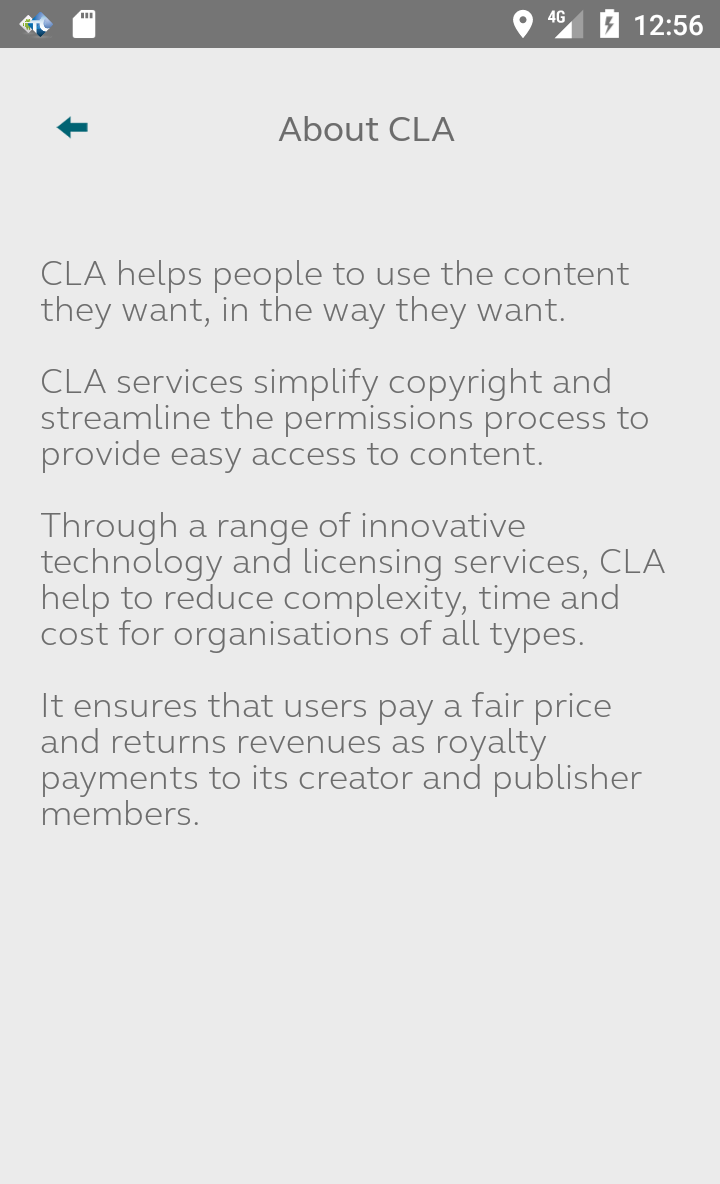 4G 12:56
About CLA
CLA helps people to use the content
they want, in the way they want.
CLA services simplify copyright and
streamline the permissions process to
provide easy access to content.
Through a range of innovative
technology and licensing services, CLA
help to reduce complexity, time and
cost for organisations of all types.
It ensures that users pay a fair price
and returns revenues as royalty
payments to its creator and publisher
members.